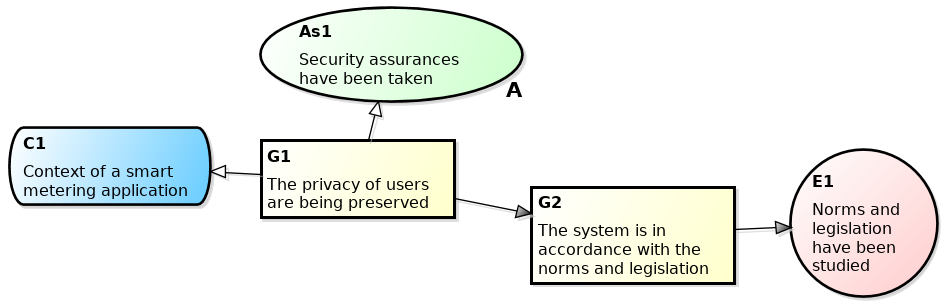 As1
Security assurances
have been taken
A
C1
Context of a smart
metering application
G1
The privacy of users
are being preserved
G2
The system is in
accordance with the
norms and legislation
E1
Norms and
legislation
have been
studied